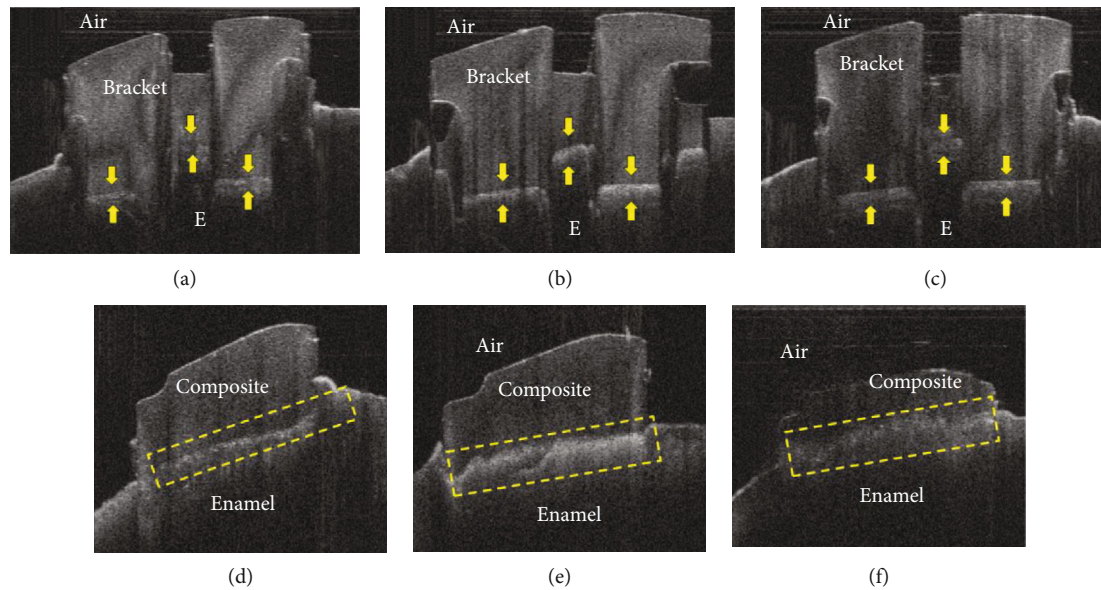 Air
Bracket
E
(a)
Air
Bracket
E
(b)
Air
Bracket
E
(c)
Composite
Enamel
(d)
Air
Composite
Enamel
(e)
Air
Composite
Enamel
(f)